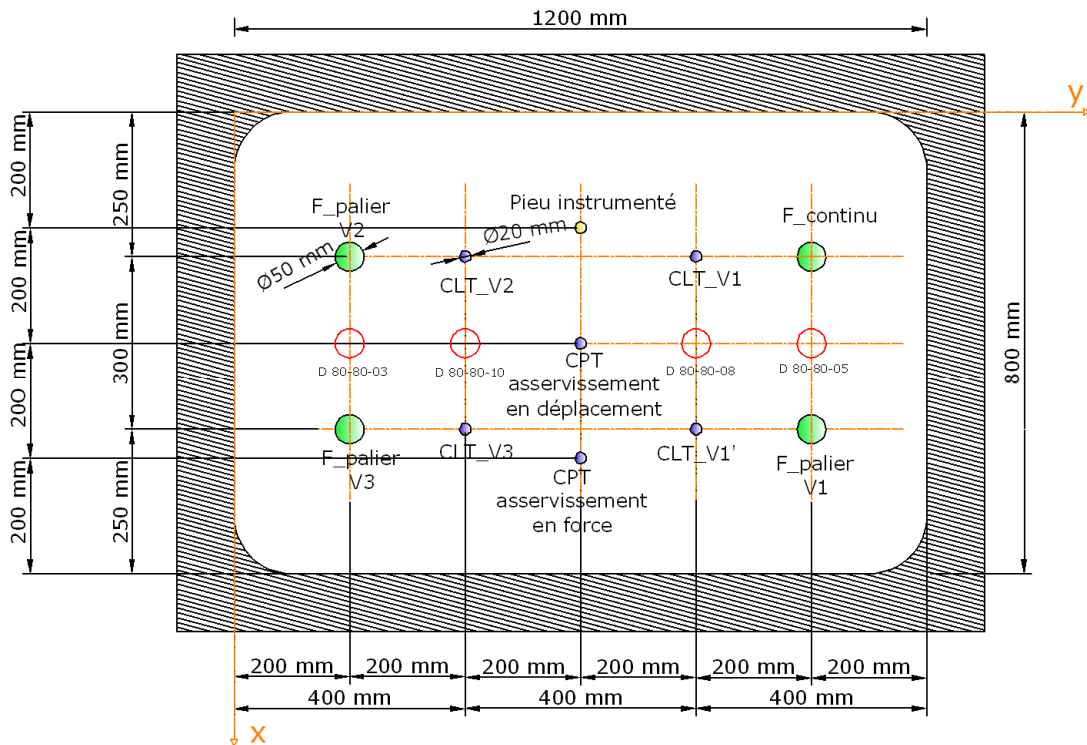 1200 mm
y
200 mm
250 mm
F_palier
V2
Pieu instrumenté
F_continu
Ø50 mm
Ø20 mm
CLT_V2
CLT_V1
200 mm
300 mm
800 mm
D 80-80-03
D 80-80-10
CPT
asservissement
en déplacement
D 80-80-08
D 80-80-05
200 mm
F_palier
V3
CLT_V3
CLT_V1'
F_palier
V1
CPT
asservissement
en force
200 mm
250 mm
200 mm
200 mm
200 mm
200 mm
200 mm
200 mm
400 mm
400 mm
400 mm
x